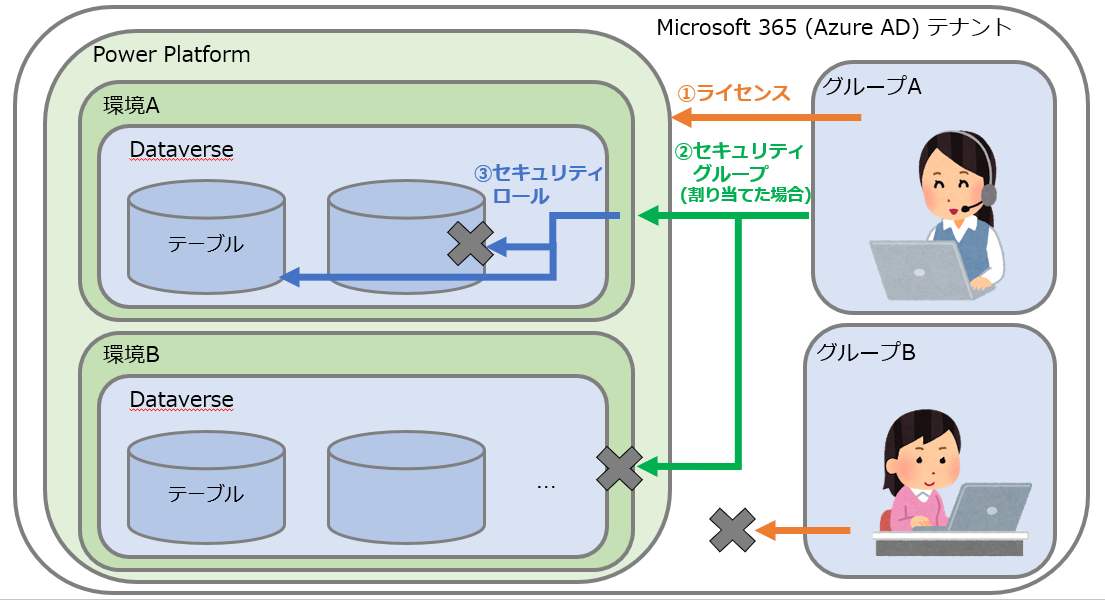 Microsoft 365 (Azure AD) テナント
Power Platform
環境A
Dataverse
テーブル
③セキュリティ
ロール
①ライセンス
②セキュリティ
グループ
(割り当てた場合)
グループA
環境B
Dataverse
テーブル
…
グループB